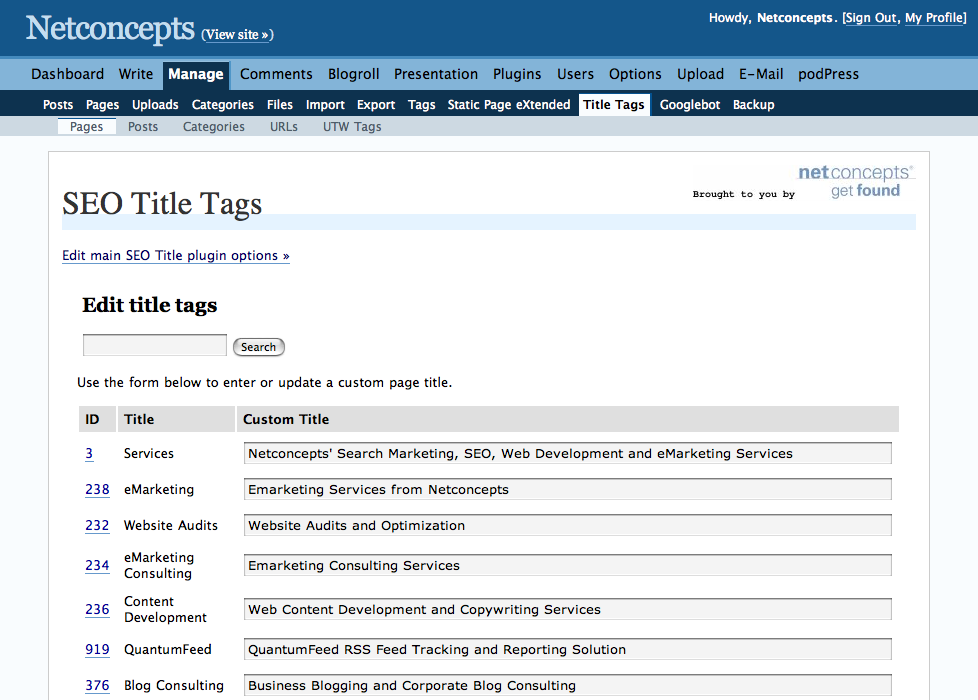 Netconcepts (View site »)
Howdy, Netconcepts. [Sign Out, My Profile]
Dashboard Write Manage Comments Blogroll Presentation Plugins Users Options Upload E-Mail podPress
Posts Pages Uploads Categories Files Import Export Tags Static Page eXtended Title Tags Googlebot Backup
Pages Posts Categories URLs UTW Tags
SEO Title Tags
Brought to you by
netconcepts®
get found
Edit main SEO Title plugin options »
Edit title tags
Search
Use the form below to enter or update a custom page title.
ID Title Custom Title
3 Services Netconcepts' Search Marketing, SEO, Web Development and eMarketing Services
238 eMarketing Emarketing Services from Netconcepts
232 Website Audits Website Audits and Optimization
234 eMarketing Consulting Emarketing Consulting Services
236 Content Development Web Content Development and Copywriting Services
919 QuantumFeed QuantumFeed RSS Feed Tracking and Reporting Solution
376 Blog Consulting Business Blogging and Corporate Blog Consulting